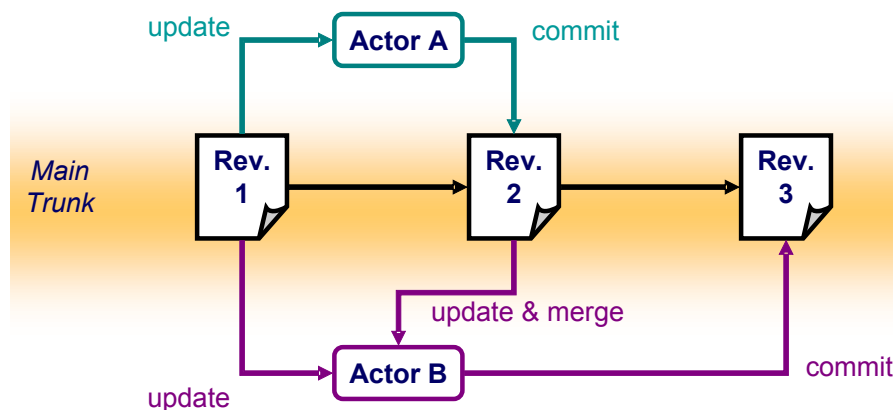 update
Actor A
commit
Main
Trunk
Rev.
1
Rev.
2
Rev.
3
update & merge
Actor B
update
commit